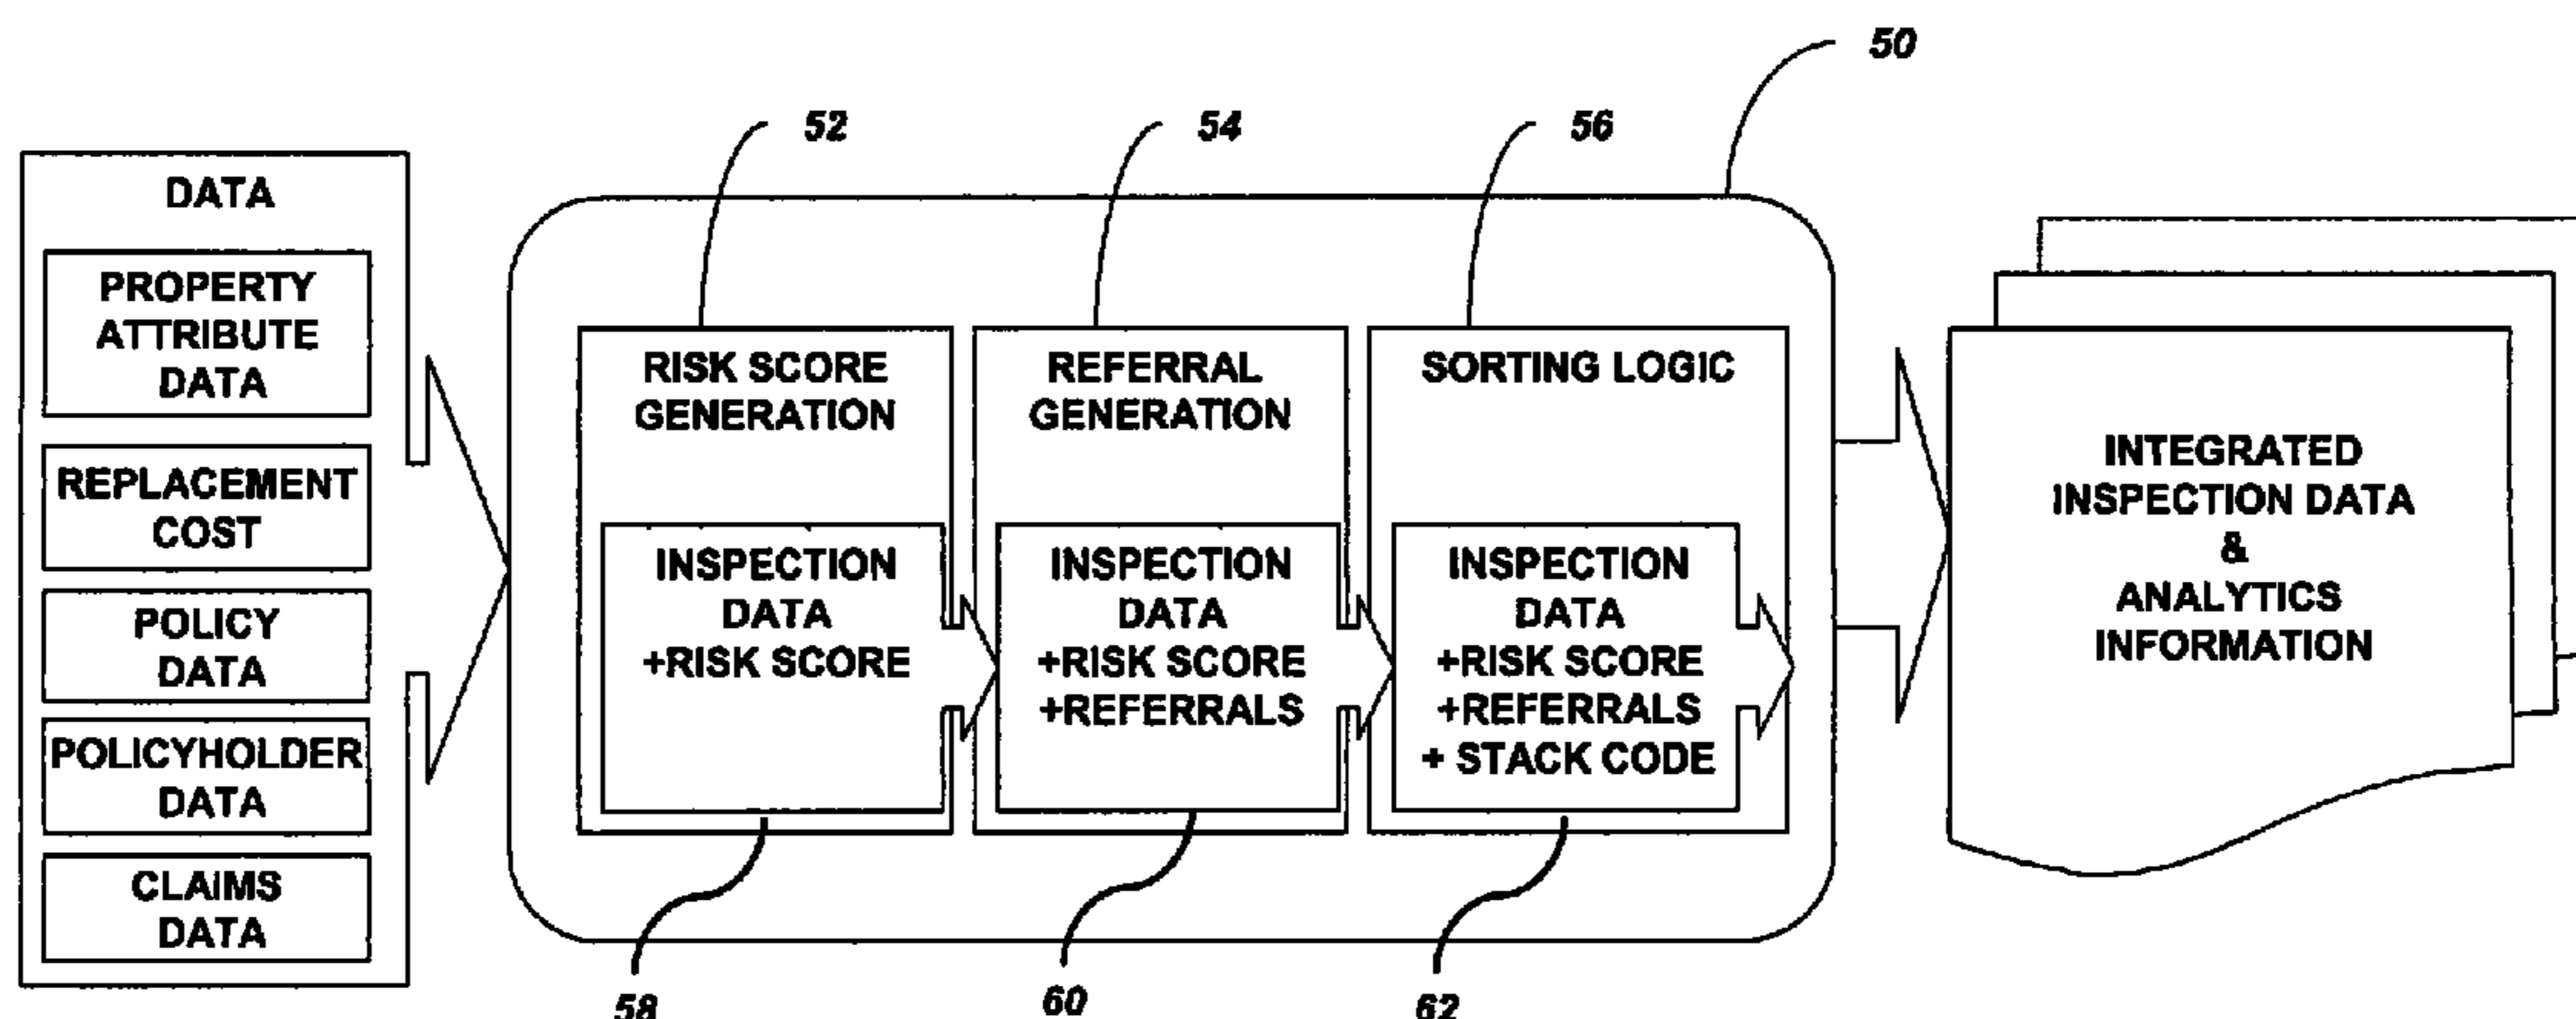 50
52
54
56
DATA
PROPERTY
ATTRIBUTE
DATA
REPLACEMENT
COST
POLICY
DATA
POLICYHOLDER
DATA
CLAIMS
DATA
RISK SCORE
GENERATION
INSPECTION
DATA
+RISK SCORE
REFERRAL
GENERATION
INSPECTION
DATA
+RISK SCORE
+REFERRALS
SORTING LOGIC
INSPECTION
DATA
+RISK SCORE
+REFERRALS
+ STACK CODE
INTEGRATED
INSPECTION DATA
&
ANALYTICS
INFORMATION
58
60
62